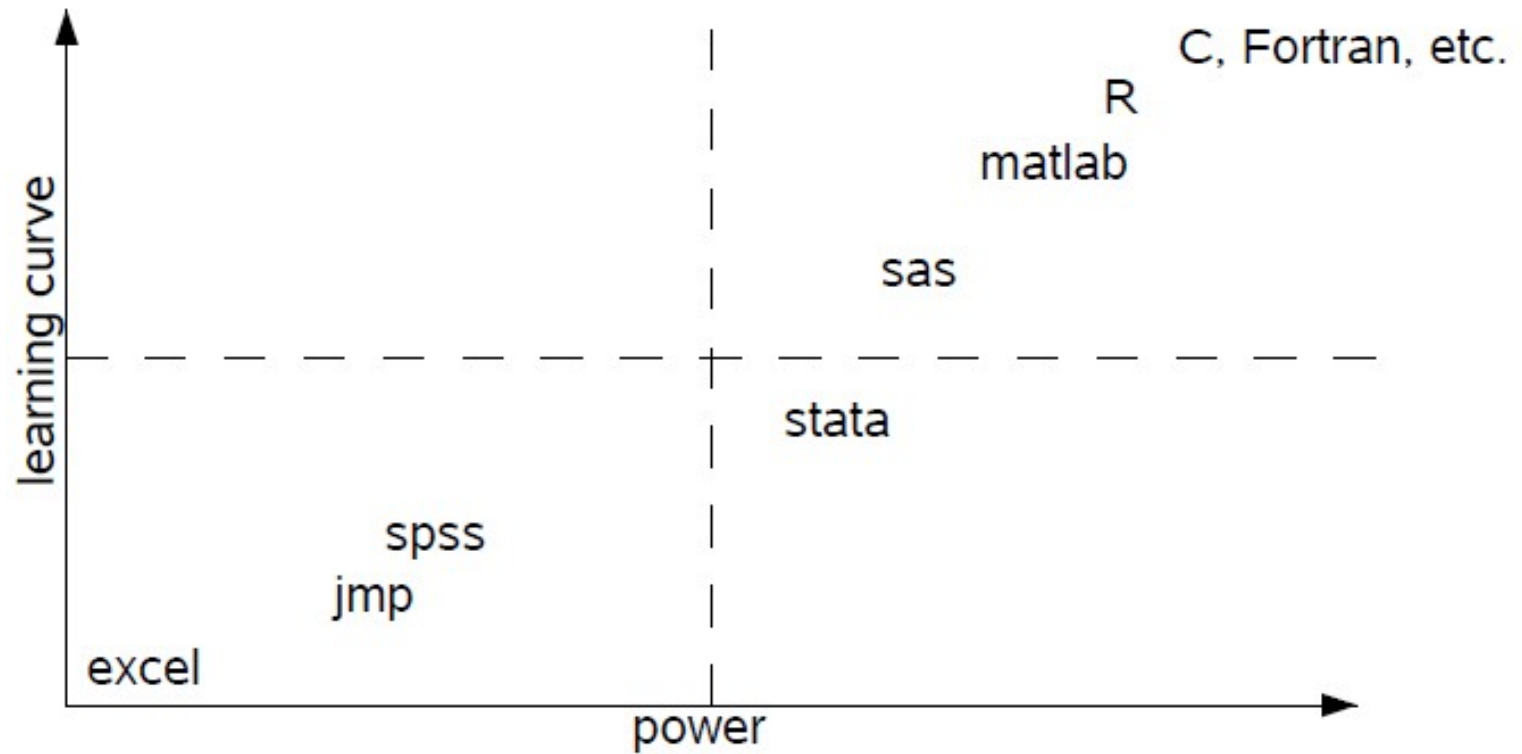 C, Fortran, etc.
R
matlab
sas
learning curve
stata
spss
jmp
excel
power